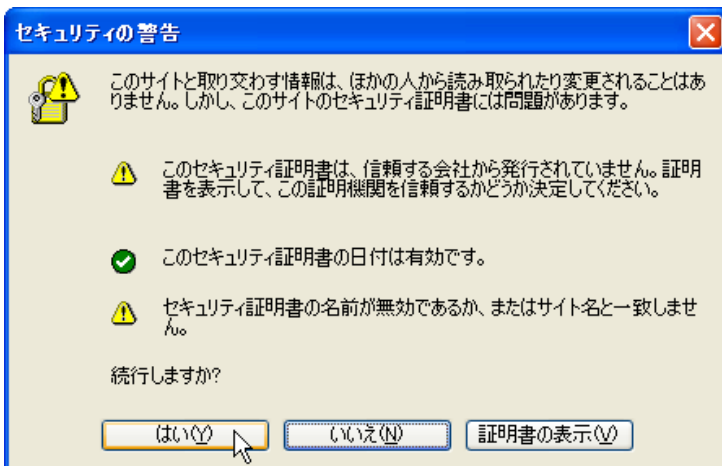 セキュリティの警告
このサイトと取り交わす情報は、ほかの人から読み取られたり変更されることはあ
りません。しかし、このサイトのセキュリティ証明書には問題があります。
このセキュリティ証明書は、信頼する会社から発行されていません。証明
書を表示して、この証明機関を信頼するかどうか決定してください。
このセキュリティ証明書の日付は有効です。
セキュリティ証明書の名前が無効であるか、またはサイト名と一致しませ
ん。
続行しますか?
はい(Y) いいえ(N) 証明書の表示(V)